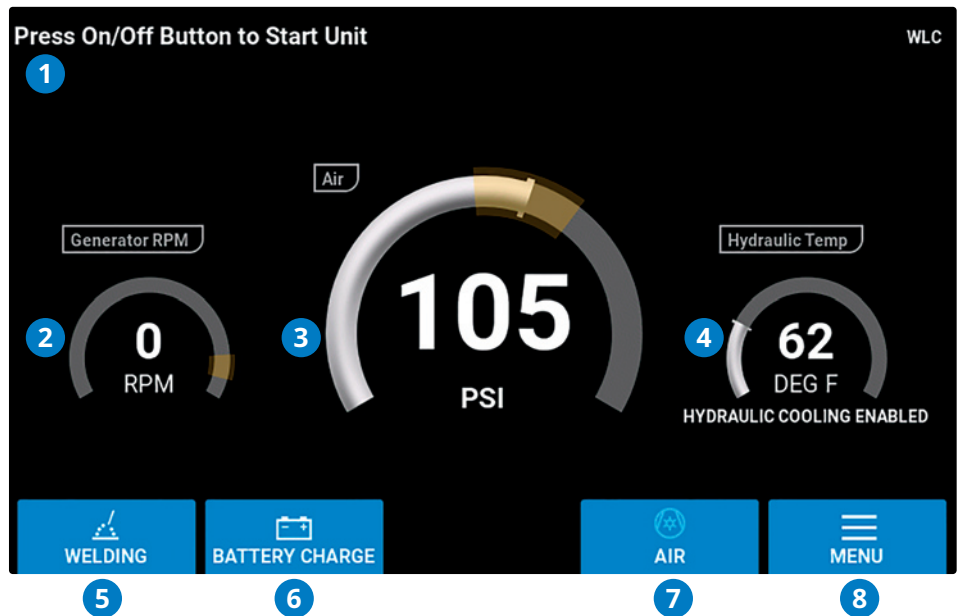 Press On/Off Button to Start Unit
WLC
1
Air
Generator RPM
Hydraulic Temp
2
0
RPM
3
105
PSI
4
62
DEG F
HYDRAULIC COOLING ENABLED
WELDING
BATTERY CHARGE
AIR
MENU
5
6
7
8